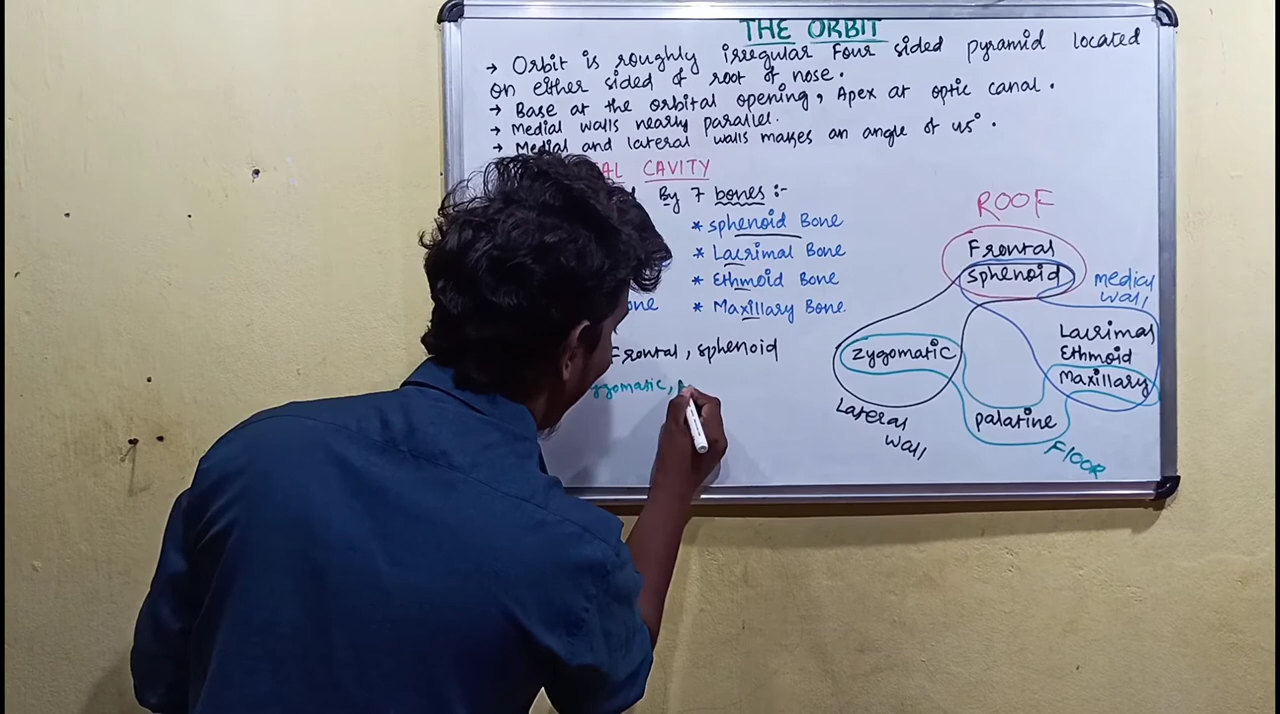 THE ORBIT
→ Orbit is roughly irregular Four sided pyramid located
on either sided of root of nose.
→ Base at the orbital opening, Apex at optic canal.
→ Medial walls nearly parallel.
→ Medial and lateral walls makes an angle of 45°.
CAVITY
By 7 bones :-
* sphenoid Bone
* Lacrimal Bone
* Ethmoid Bone
* Maxillary Bone
Frontal, sphenoid
ROOF
Frontal
sphenoid
medial
wall
Lacrimal
Ethmoid
Maxillary
zygomatic
palatine
Lateral
wall
Floor